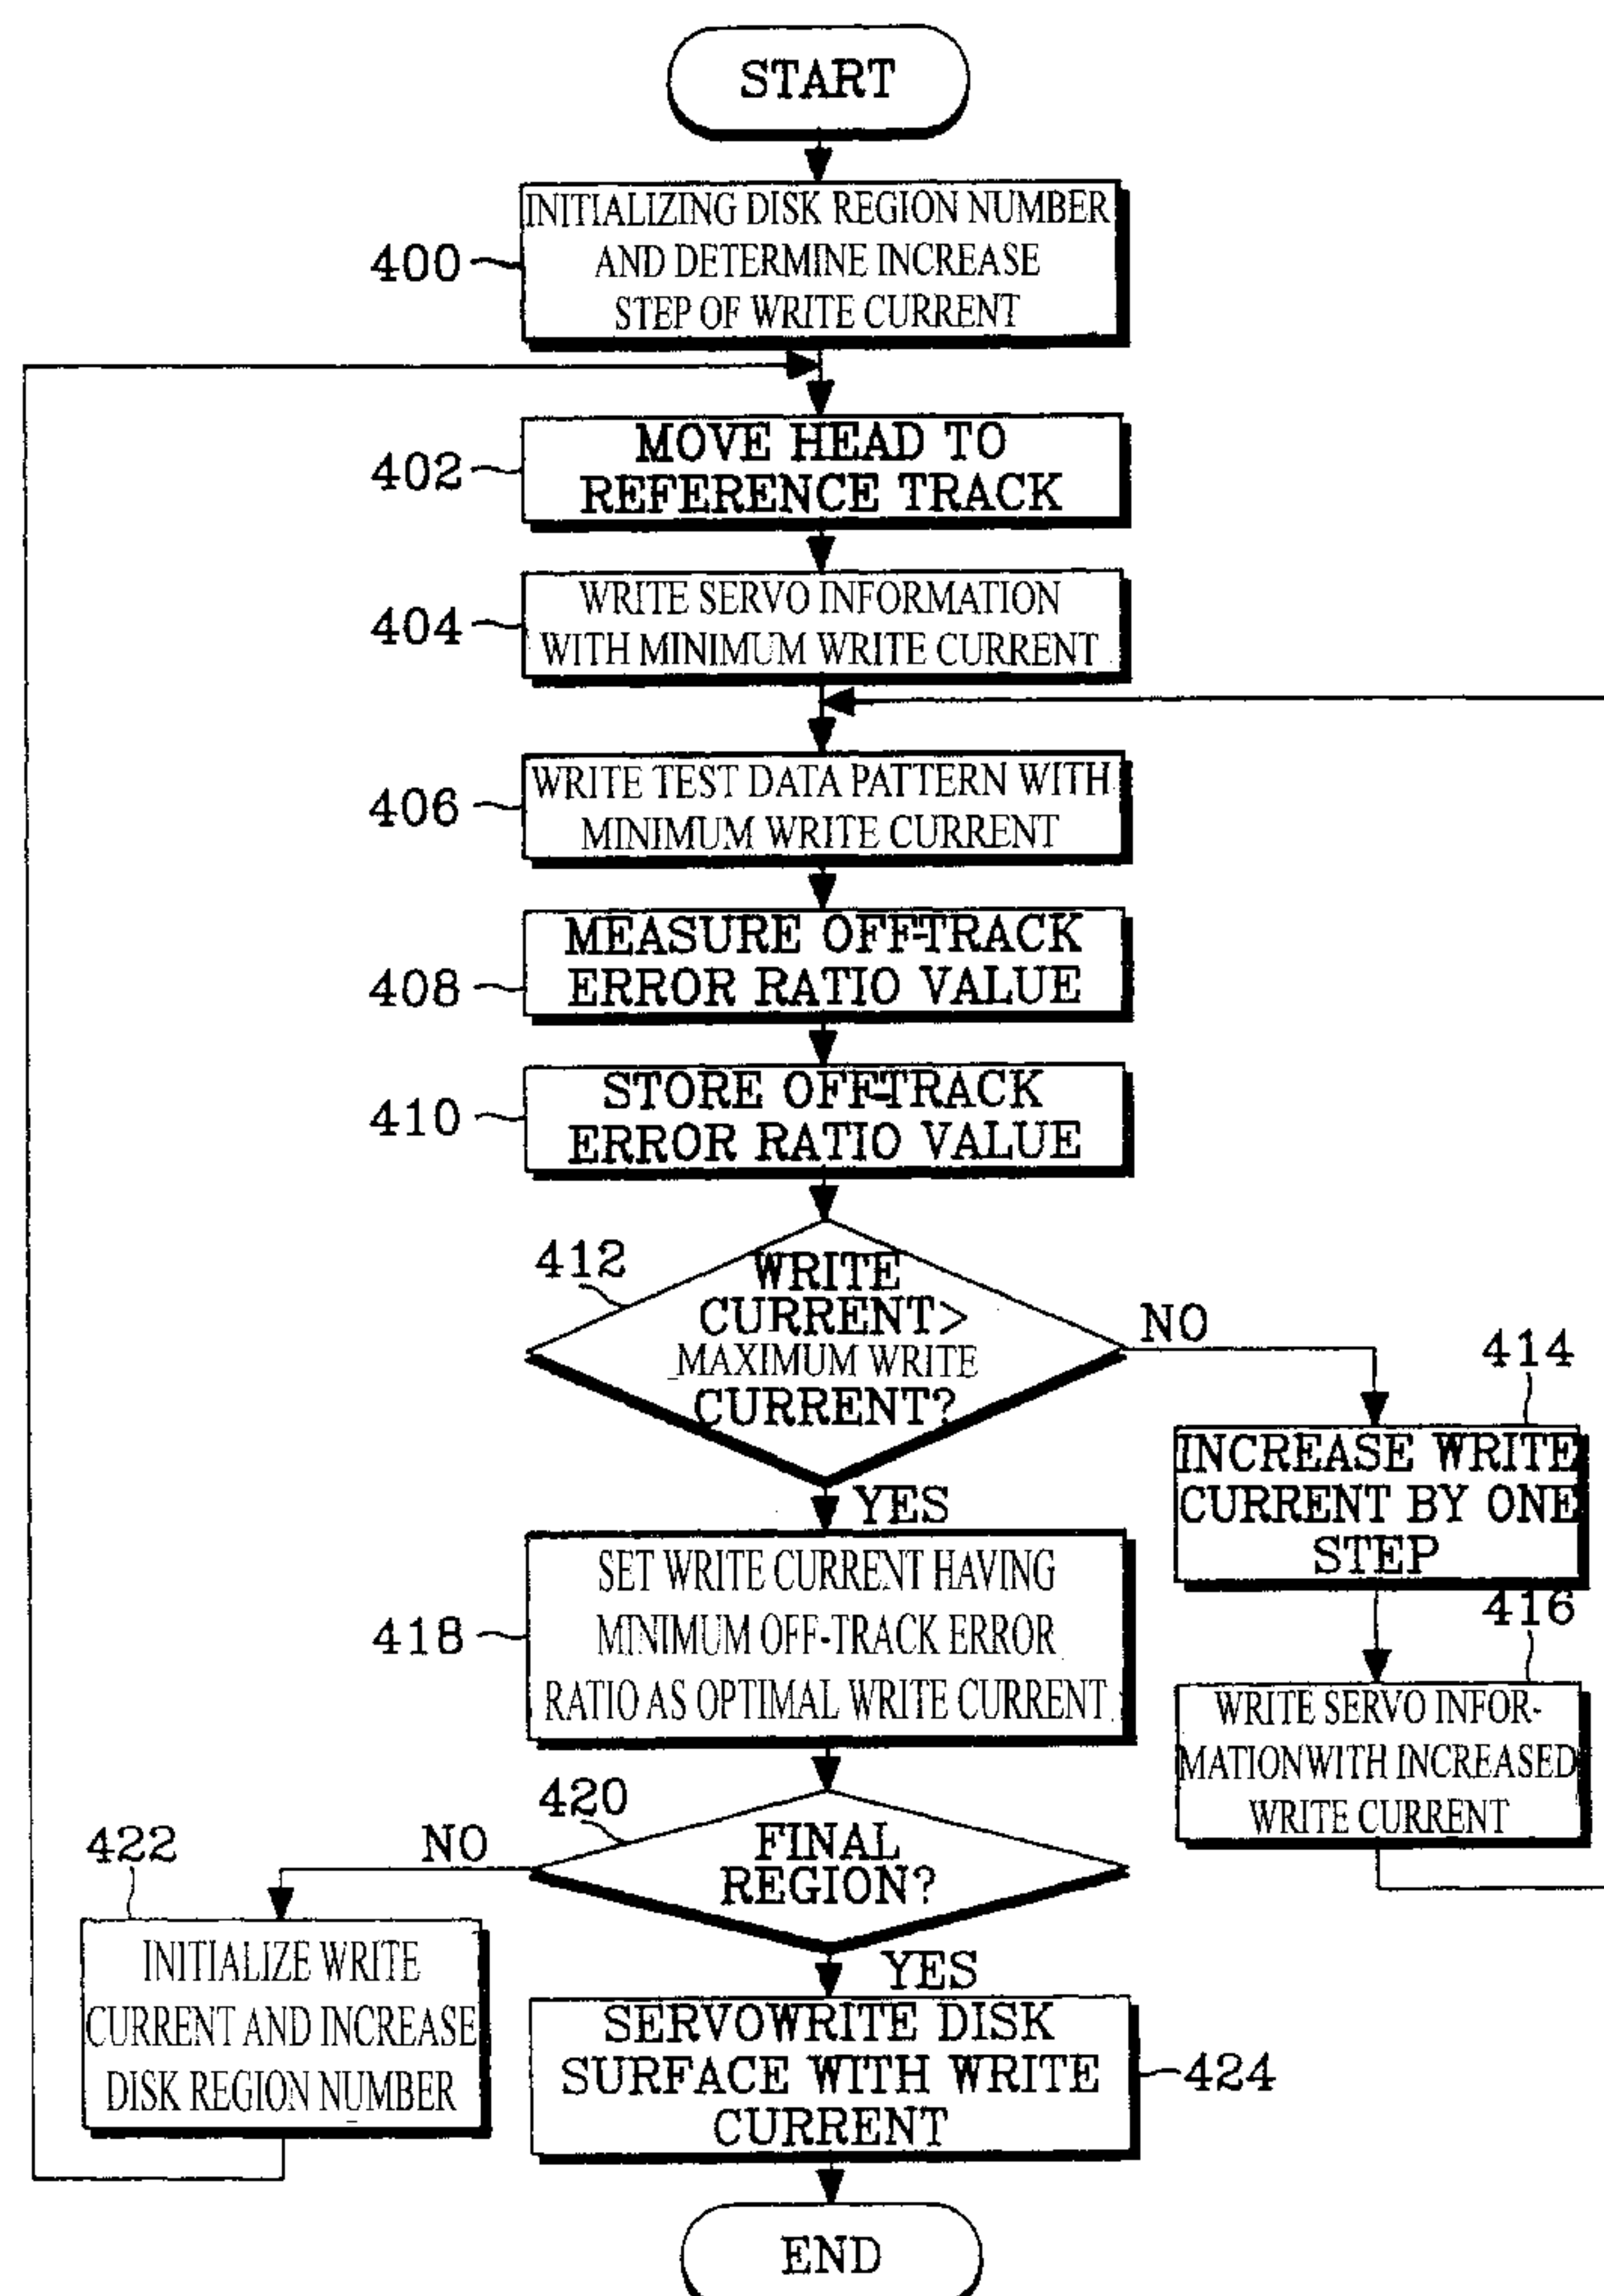 START
INITIALIZING DISK REGION NUMBER
AND DETERMINE INCREASE
STEP OF WRITE CURRENT
400
MOVE HEAD TO
REFERENCE TRACK
402
WRITE SERVO INFORMATION
WITH MINIMUM WRITE CURRENT
404
WRITE TEST DATA PATTERN WITH
MINIMUM WRITE CURRENT
406
MEASURE OFF-TRACK
ERROR RATIO VALUE
408
STORE OFF-TRACK
ERROR RATIO VALUE
410
412
WRITE
CURRENT>
MAXIMUM WRITE
CURRENT?
NO
YES
414
INCREASE WRITE
CURRENT BY ONE
STEP
416
WRITE SERVO INFOR-
MATIONWITH INCREASED
WRITE CURRENT
SET WRITE CURRENT HAVING
MINIMUM OFF-TRACK ERROR
RATIO AS OPTIMAL WRITE CURRENT
418
420
FINAL
REGION?
NO
YES
422
INITIALIZE WRITE
CURRENT AND INCREASE
DISK REGION NUMBER
SERVOWRITE DISK
SURFACE WITH WRITE
CURRENT
424
END